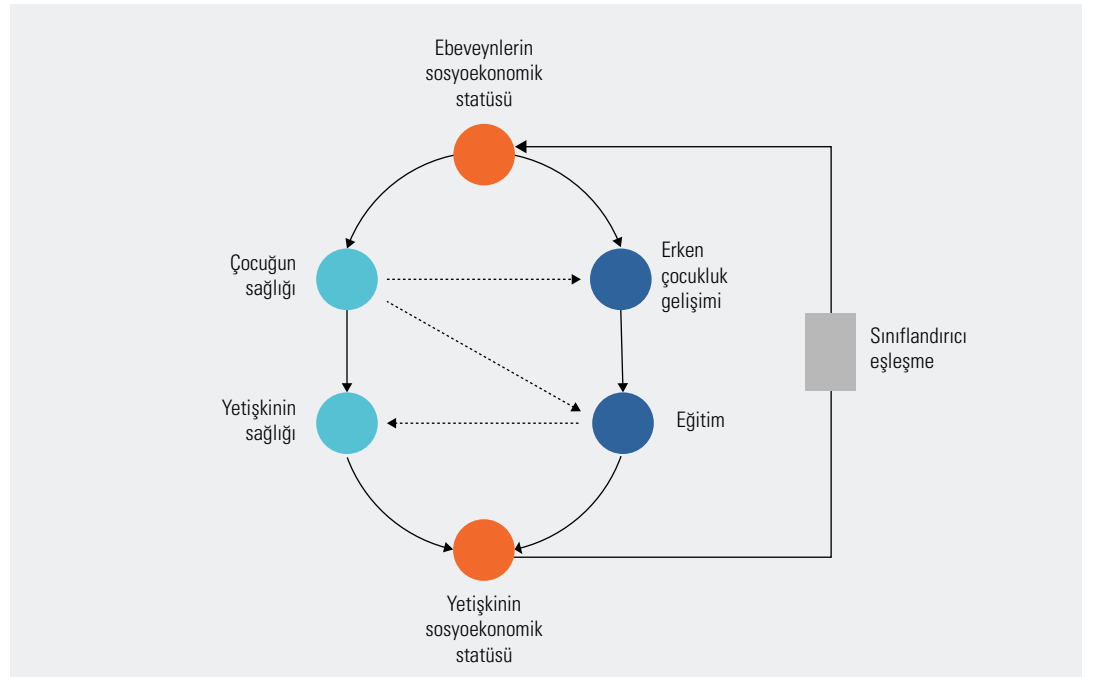 Ebeveynlerin
sosyoekonomik
statüsü
Çocuğun
sağlığı
Erken
çocukluk
gelişimi
Sınıflandırıcı
eşleşme
Yetişkinin
sağlığı
Eğitim
Yetişkinin
sosyoekonomik
statüsü